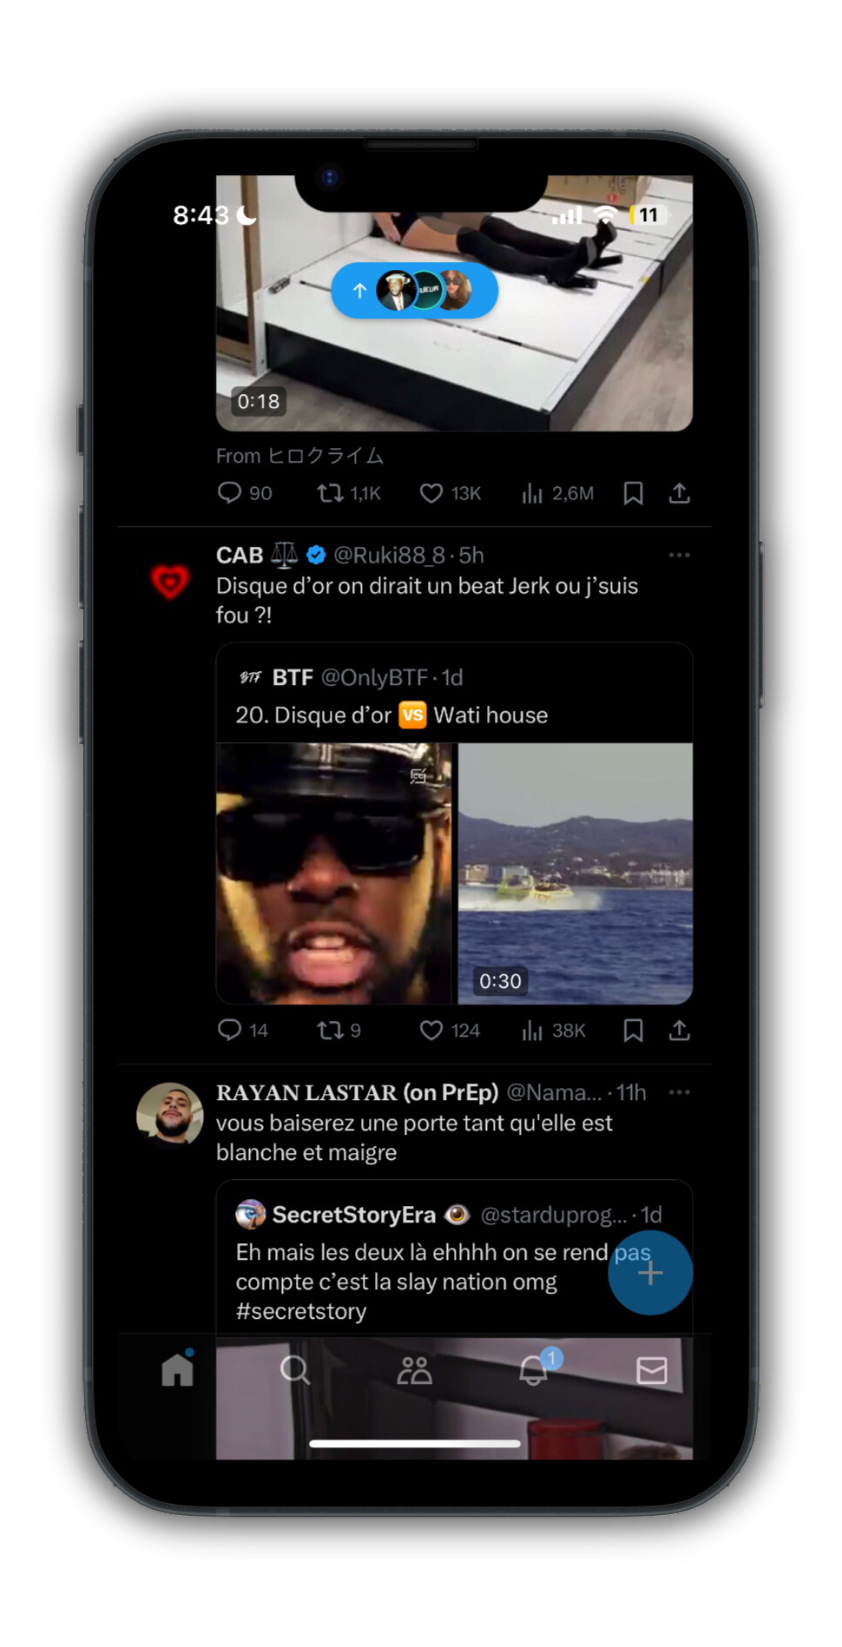 8:43
11
0:18
From ヒロクライム
90
1,1K
13K
2,6M
CAB ⚖️ @Ruki88_8 · 5h
Disque d’or on dirait un beat Jerk ou j’suis
fou ?!
BTF BTF @OnlyBTF · 1d
20. Disque d’or 🆚 Wati house
0:30
14
9
124
38K
RAYAN LASTAR (on PrEp) @Nama... · 11h
vous baiserez une porte tant qu'elle est
blanche et maigre
SecretStoryEra 👁️ @starduprog... · 1d
Eh mais les deux là ehhhh on se rend pas
compte c’est la slay nation omg
#secretstory
1